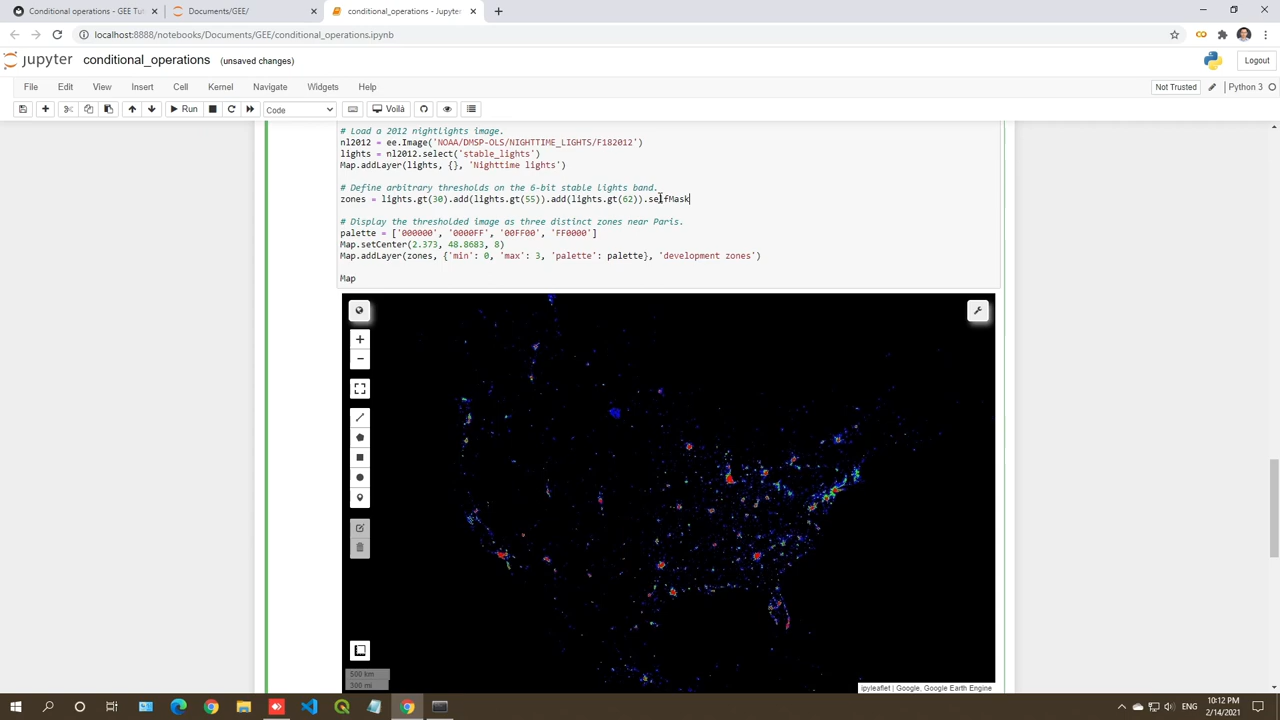 Conditional operations - GEE Tut
Documents/GEE/
conditional_operations - Jupyter
localhost:8888/notebooks/Documents/GEE/conditional_operations.ipynb
jupyter conditional_operations (unsaved changes)
Logout
File Edit View Insert Cell Kernel Navigate Widgets Help
Not Trusted
Python 3
Run
Code
Voilà
# Load a 2012 nightlights image.
nl2012 = ee.Image('NOAA/DMSP-OLS/NIGHTTIME_LIGHTS/F182012')
lights = nl2012.select('stable_lights')
Map.addLayer(lights, {}, 'Nighttime lights')
# Define arbitrary thresholds on the 6-bit stable lights band.
zones = lights.gt(30).add(lights.gt(55)).add(lights.gt(62)).selfMask
# Display the thresholded image as three distinct zones near Paris.
palette = ['000000', '0000FF', '00FF00', 'FF0000']
Map.setCenter(2.373, 48.8683, 8)
Map.addLayer(zones, {'min': 0, 'max': 3, 'palette': palette}, 'development zones')
Map
+
−
500 km
300 mi
ipyleaflet | Google, Google Earth Engine
ENG
10:12 PM
2/14/2021